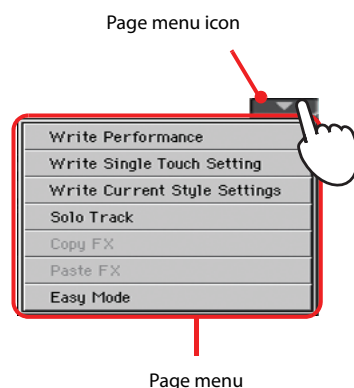 Page menu icon
Write Performance
Write Single Touch Setting
Write Current Style Settings
Solo Track
Copy FX
Paste FX
Easy Mode
Page menu